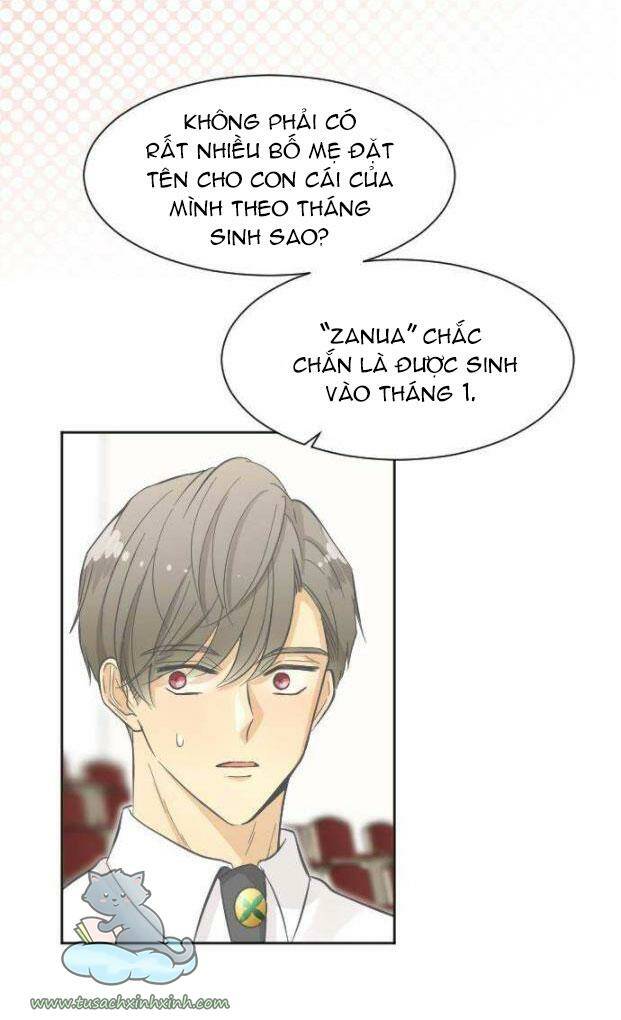 KHÔNG PHẢI CÓ
RẤT NHIỀU BỐ MẸ ĐẶT
TÊN CHO CON CÁI CỦA
MÌNH THEO THÁNG
SINH SAO?
"ZANUA" CHẮC
CHẮN LÀ ĐƯỢC SINH
VÀO THÁNG 1.
www.tusachxinhxinh.com